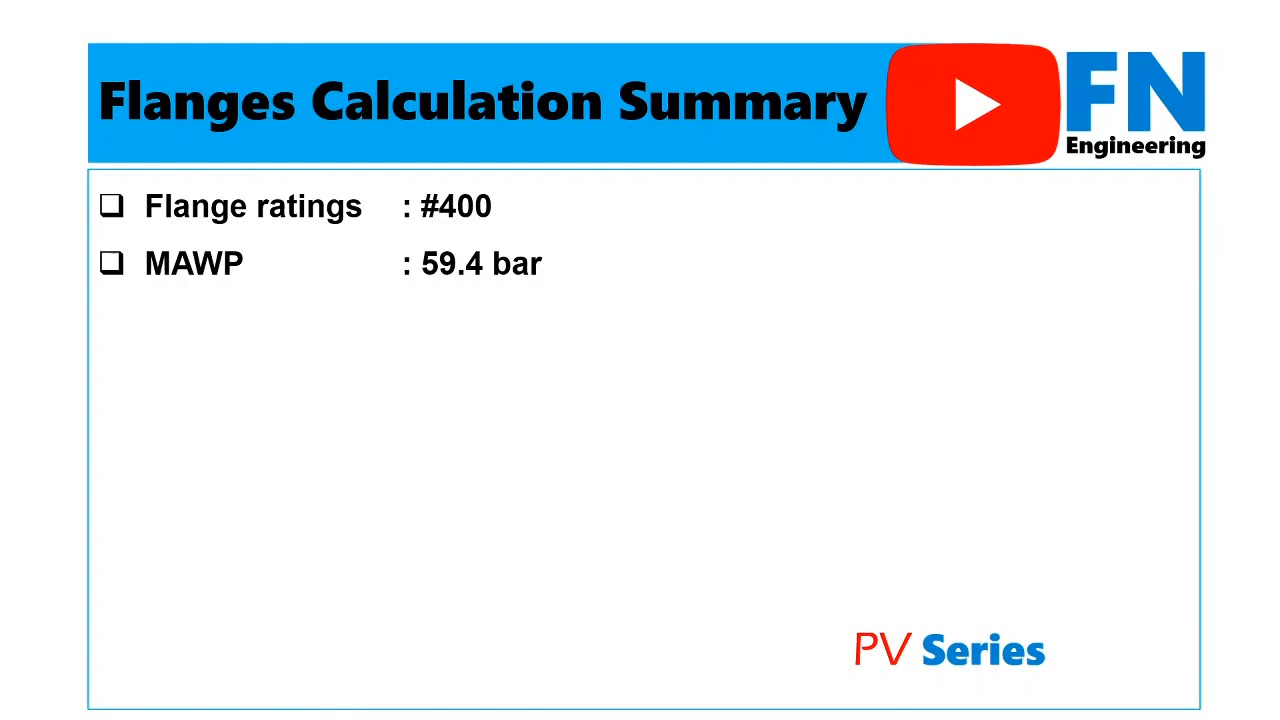 Flanges Calculation Summary
FN
Engineering
Flange ratings : #400
MAWP : 59.4 bar
PV Series